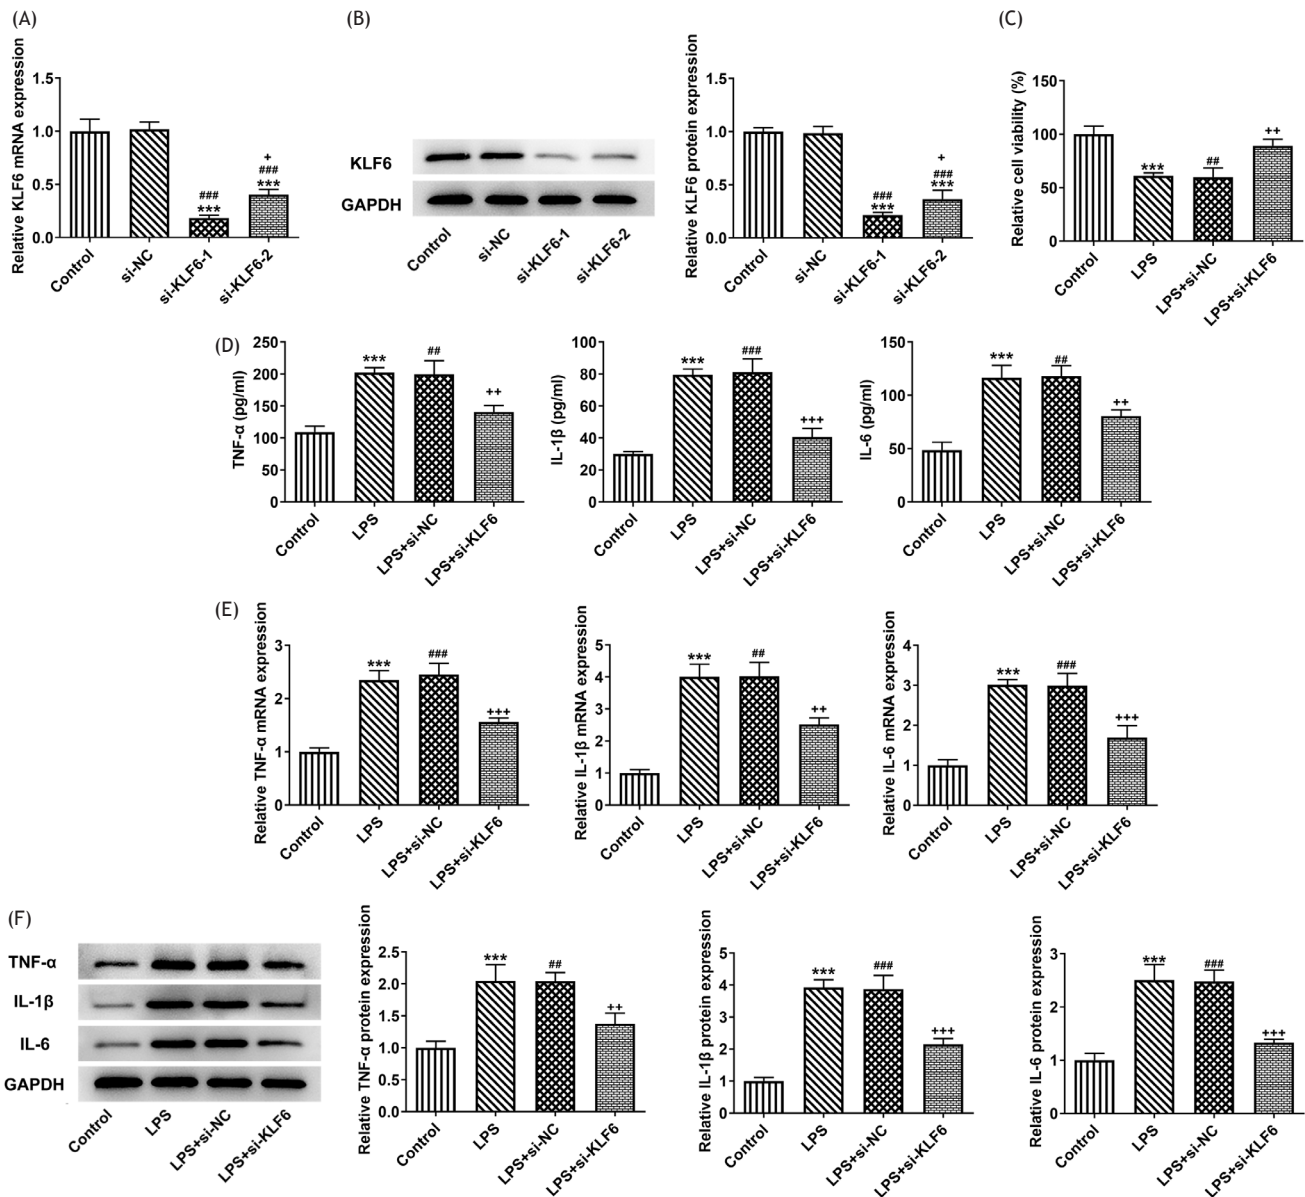 (A)
Relative KLF6 mRNA expression
1.5
1.0
0.5
0.0
###
***
+
###
***
Control
si-NC
si-KLF6-1
si-KLF6-2
(B)
KLF6
GAPDH
Control
si-NC
si-KLF6-1
si-KLF6-2
Relative KLF6 protein expression
1.5
1.0
0.5
0.0
###
***
+
###
***
Control
si-NC
si-KLF6-1
si-KLF6-2
(C)
Relative cell viability (%)
150
100
50
0
***
##
++
Control
LPS
LPS+si-NC
LPS+si-KLF6
(D)
TNF-α (pg/ml)
250
200
150
100
50
0
***
##
++
Control
LPS
LPS+si-NC
LPS+si-KLF6
IL-1β (pg/ml)
100
80
60
40
20
0
***
###
+++
Control
LPS
LPS+si-NC
LPS+si-KLF6
IL-6 (pg/ml)
150
100
50
0
***
##
++
Control
LPS
LPS+si-NC
LPS+si-KLF6
(E)
Relative TNF-α mRNA expression
3
2
1
0
***
###
+++
Control
LPS
LPS+si-NC
LPS+si-KLF6
Relative IL-1β mRNA expression
5
4
3
2
1
0
***
##
++
Control
LPS
LPS+si-NC
LPS+si-KLF6
Relative IL-6 mRNA expression
4
3
2
1
0
***
###
+++
Control
LPS
LPS+si-NC
LPS+si-KLF6
(F)
TNF-α
IL-1β
IL-6
GAPDH
Control
LPS
LPS+si-NC
LPS+si-KLF6
Relative TNF-α protein expression
2.5
2.0
1.5
1.0
0.5
0.0
***
##
++
Control
LPS
LPS+si-NC
LPS+si-KLF6
Relative IL-1β protein expression
5
4
3
2
1
0
***
###
+++
Control
LPS
LPS+si-NC
LPS+si-KLF6
Relative IL-6 protein expression
3
2
1
0
***
###
+++
Control
LPS
LPS+si-NC
LPS+si-KLF6